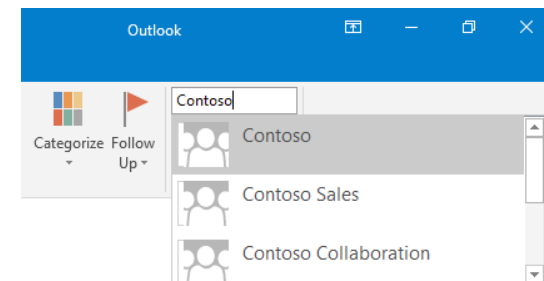 Outlook
Contoso
Categorize Follow
Up
Contoso
Contoso Sales
Contoso Collaboration